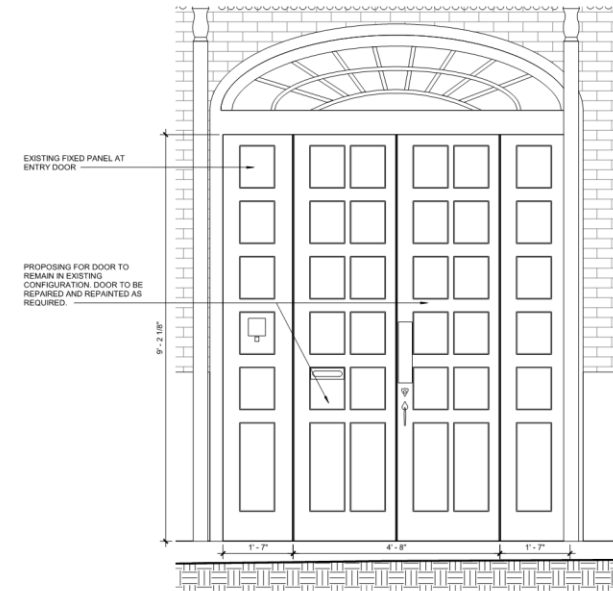 EXISTING FIXED PANEL AT
ENTRY DOOR
PROPOSING FOR DOOR TO
REMAIN IN EXISTING
CONFIGURATION. DOOR TO BE
REPAIRED AND REPAINTED AS
REQUIRED.
9' - 2 1/8"
1' - 7"
4' - 8"
1' - 7"